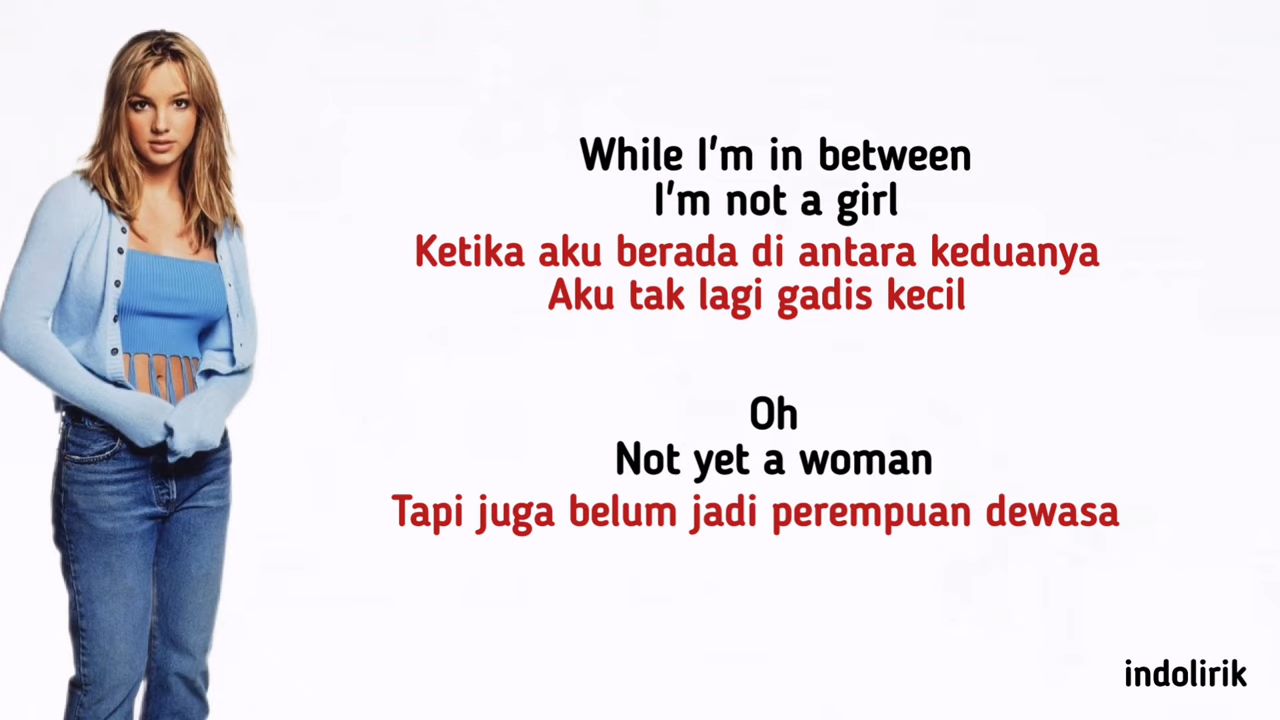 While I'm in between
I'm not a girl
Ketika aku berada di antara keduanya
Aku tak lagi gadis kecil
Oh
Not yet a woman
Tapi juga belum jadi perempuan dewasa
indolirik